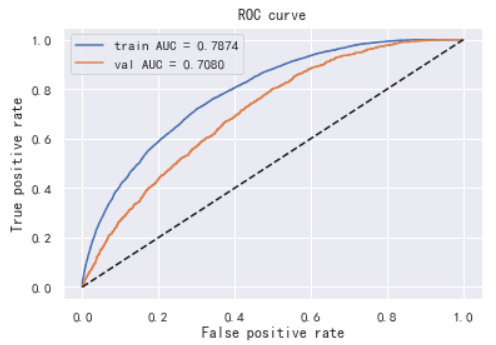 ROC curve
train AUC = 0.7874
val AUC = 0.7080
True positive rate
1.0
0.8
0.6
0.4
0.2
0.0
0.0 0.2 0.4 0.6 0.8 1.0
False positive rate